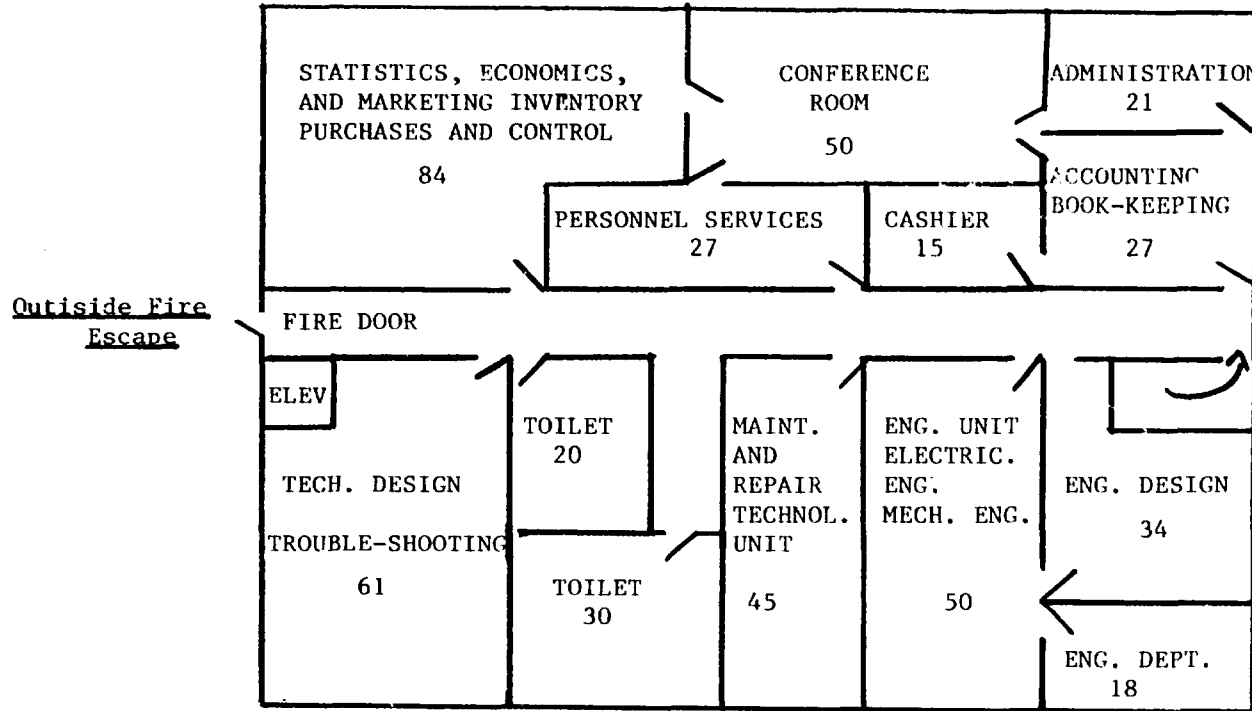 STATISTICS, ECONOMICS,
AND MARKETING INVENTORY
PURCHASES AND CONTROL
84
CONFERENCE
ROOM
50
ADMINISTRATION
21
ACCOUNTING
BOOK-KEEPING
27
PERSONNEL SERVICES
27
CASHIER
15
Outiside Fire
Escape
FIRE DOOR
ELEV
TECH. DESIGN
TROUBLE-SHOOTING
61
TOILET
20
TOILET
30
MAINT.
AND
REPAIR
TECHNOL.
UNIT
45
ENG. UNIT
ELECTRIC.
ENG.
MECH. ENG.
50
ENG. DESIGN
34
ENG. DEPT.
18